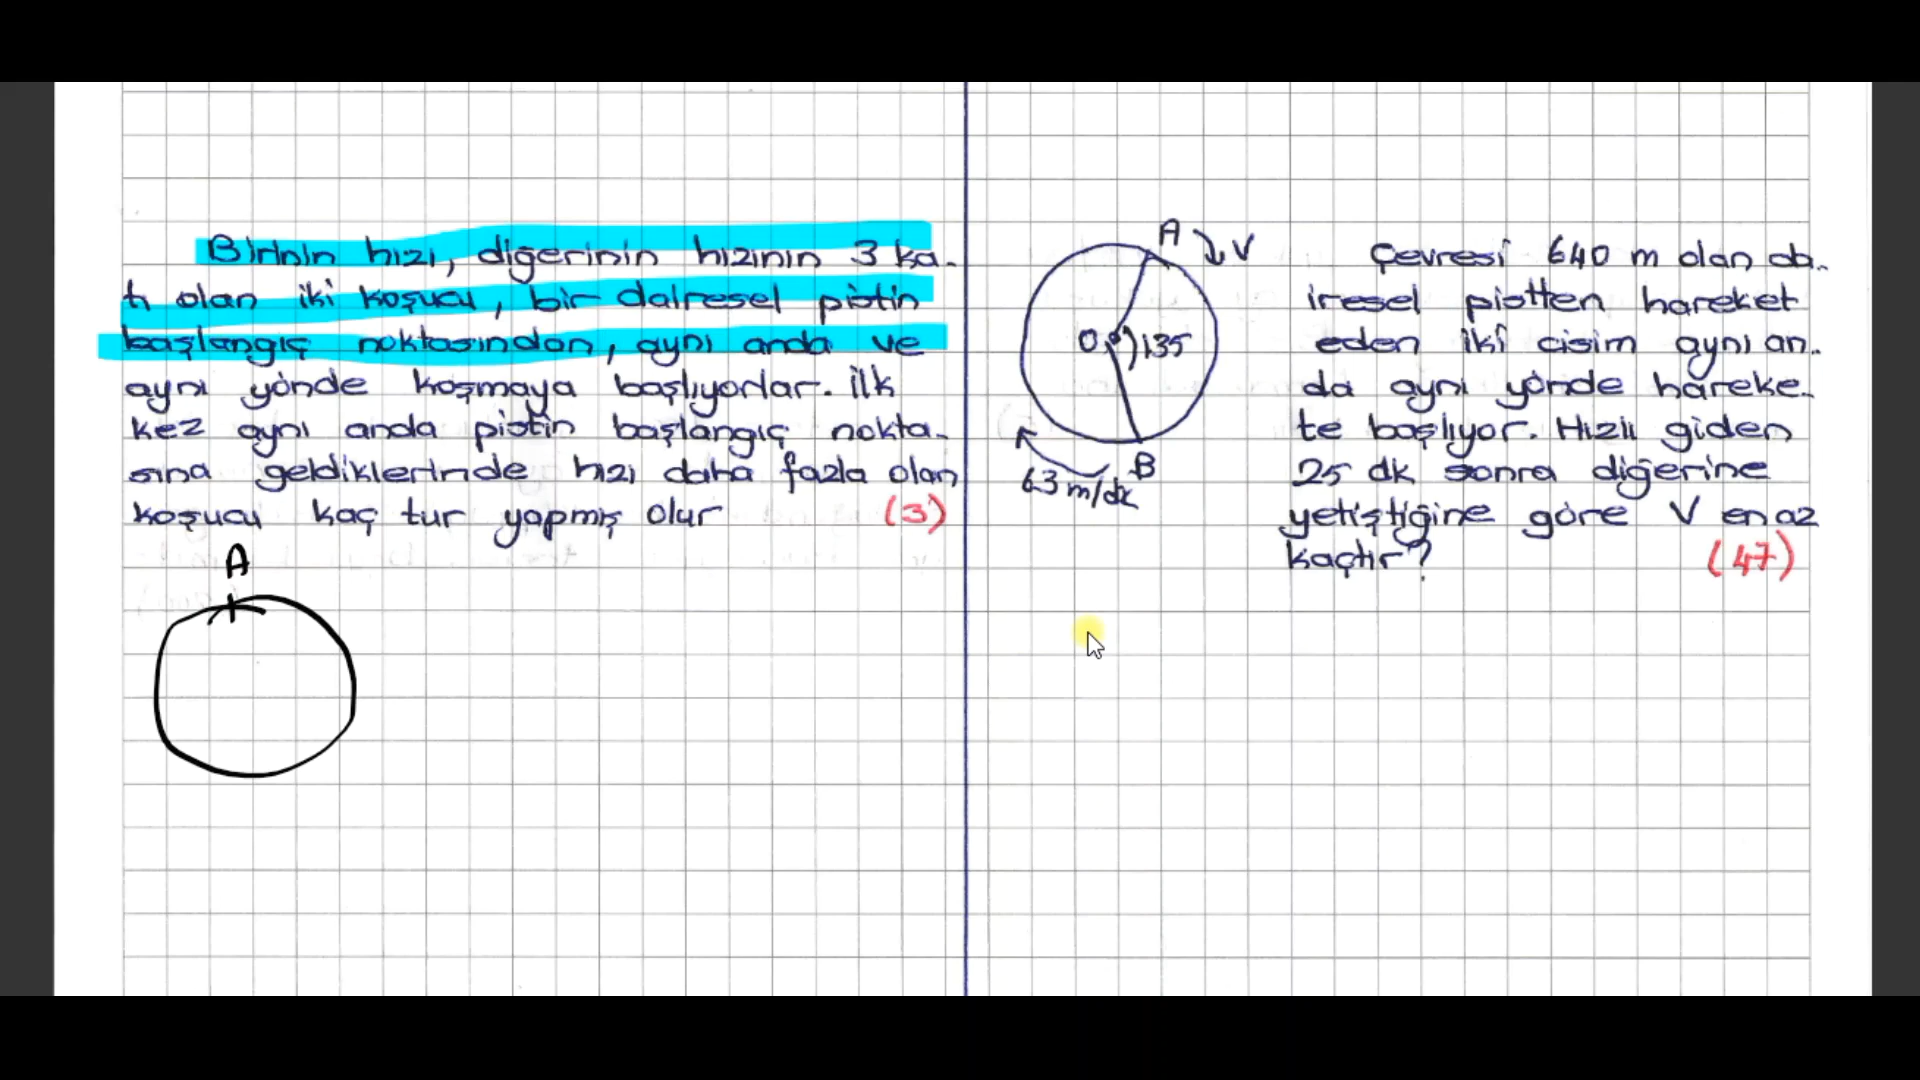 Birinin hızı, diğerinin hızının 3 ka-
tı olan iki koşucu, bir dairesel pistin
başlangıç noktasından, aynı anda ve
aynı yönde koşmaya başlıyorlar. İlk
kez aynı anda pistin başlangıç nokta-
sına geldiklerinde hızı daha fazla olan
koşucu kaç tur yapmış olur (3)
A
A V
O 135
B
63 m/dk
Çevresi 640 m olan da-
iresel pistten hareket
eden iki cisim aynı an-
da aynı yönde hareke-
te başlıyor. Hızlı giden
25 dk sonra diğerine
yetiştiğine göre V en az
kaçtır? (47)